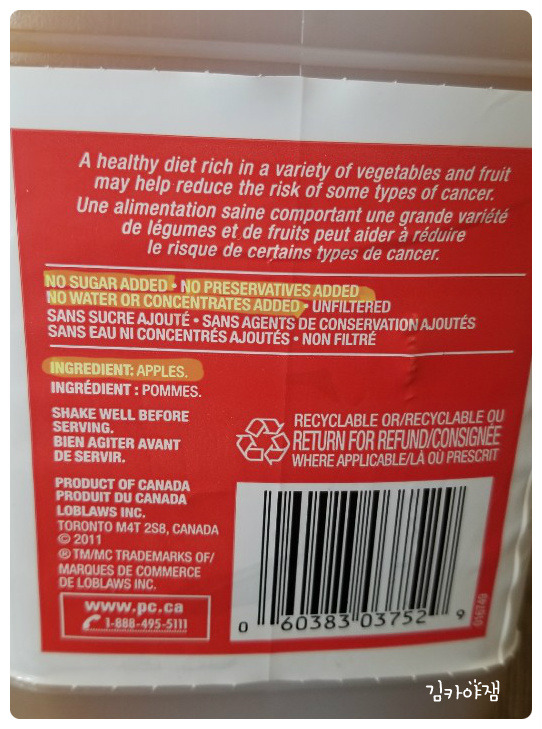 A healthy diet rich in a variety of vegetables and fruit
may help reduce the risk of some types of cancer.
Une alimentation saine comportant une grande variété
de légumes et de fruits peut aider à réduire
le risque de certains types de cancer.
NO SUGAR ADDED • NO PRESERVATIVES ADDED
NO WATER OR CONCENTRATES ADDED • UNFILTERED
SANS SUCRE AJOUTÉ • SANS AGENTS DE CONSERVATION AJOUTÉS
SANS EAU NI CONCENTRÉS AJOUTÉS • NON FILTRÉ
INGREDIENT: APPLES.
INGRÉDIENT : POMMES.
SHAKE WELL BEFORE
SERVING.
BIEN AGITER AVANT
DE SERVIR.
RECYCLABLE OR/RECYCLABLE OU
RETURN FOR REFUND/CONSIGNÉE
WHERE APPLICABLE/LÀ OÙ PRESCRIT
PRODUCT OF CANADA
PRODUIT DU CANADA
LOBLAWS INC.
TORONTO M4T 2S8, CANADA
© 2011
®TM/MC TRADEMARKS OF/
MARQUES DE COMMERCE
DE LOBLAWS INC.
www.pc.ca
1-888-495-5111
0 60383 03752 9
016749
김카야잼